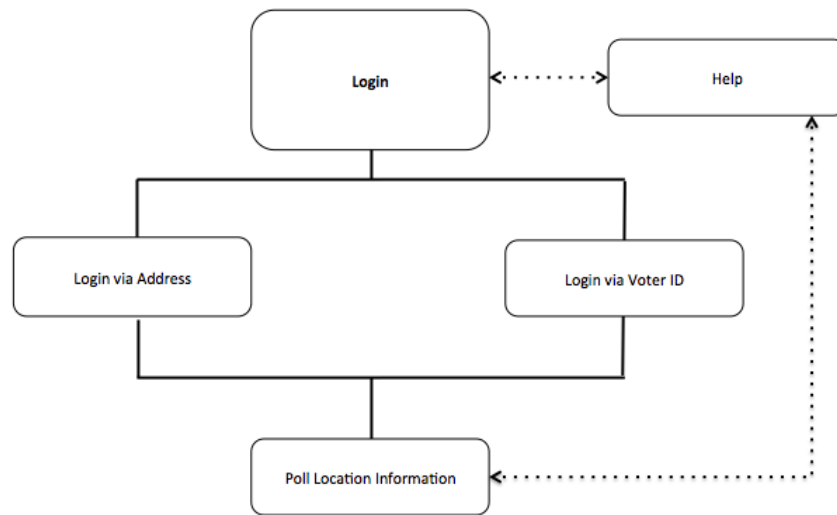 Login
Help
Login via Address
Login via Voter ID
Poll Location Information